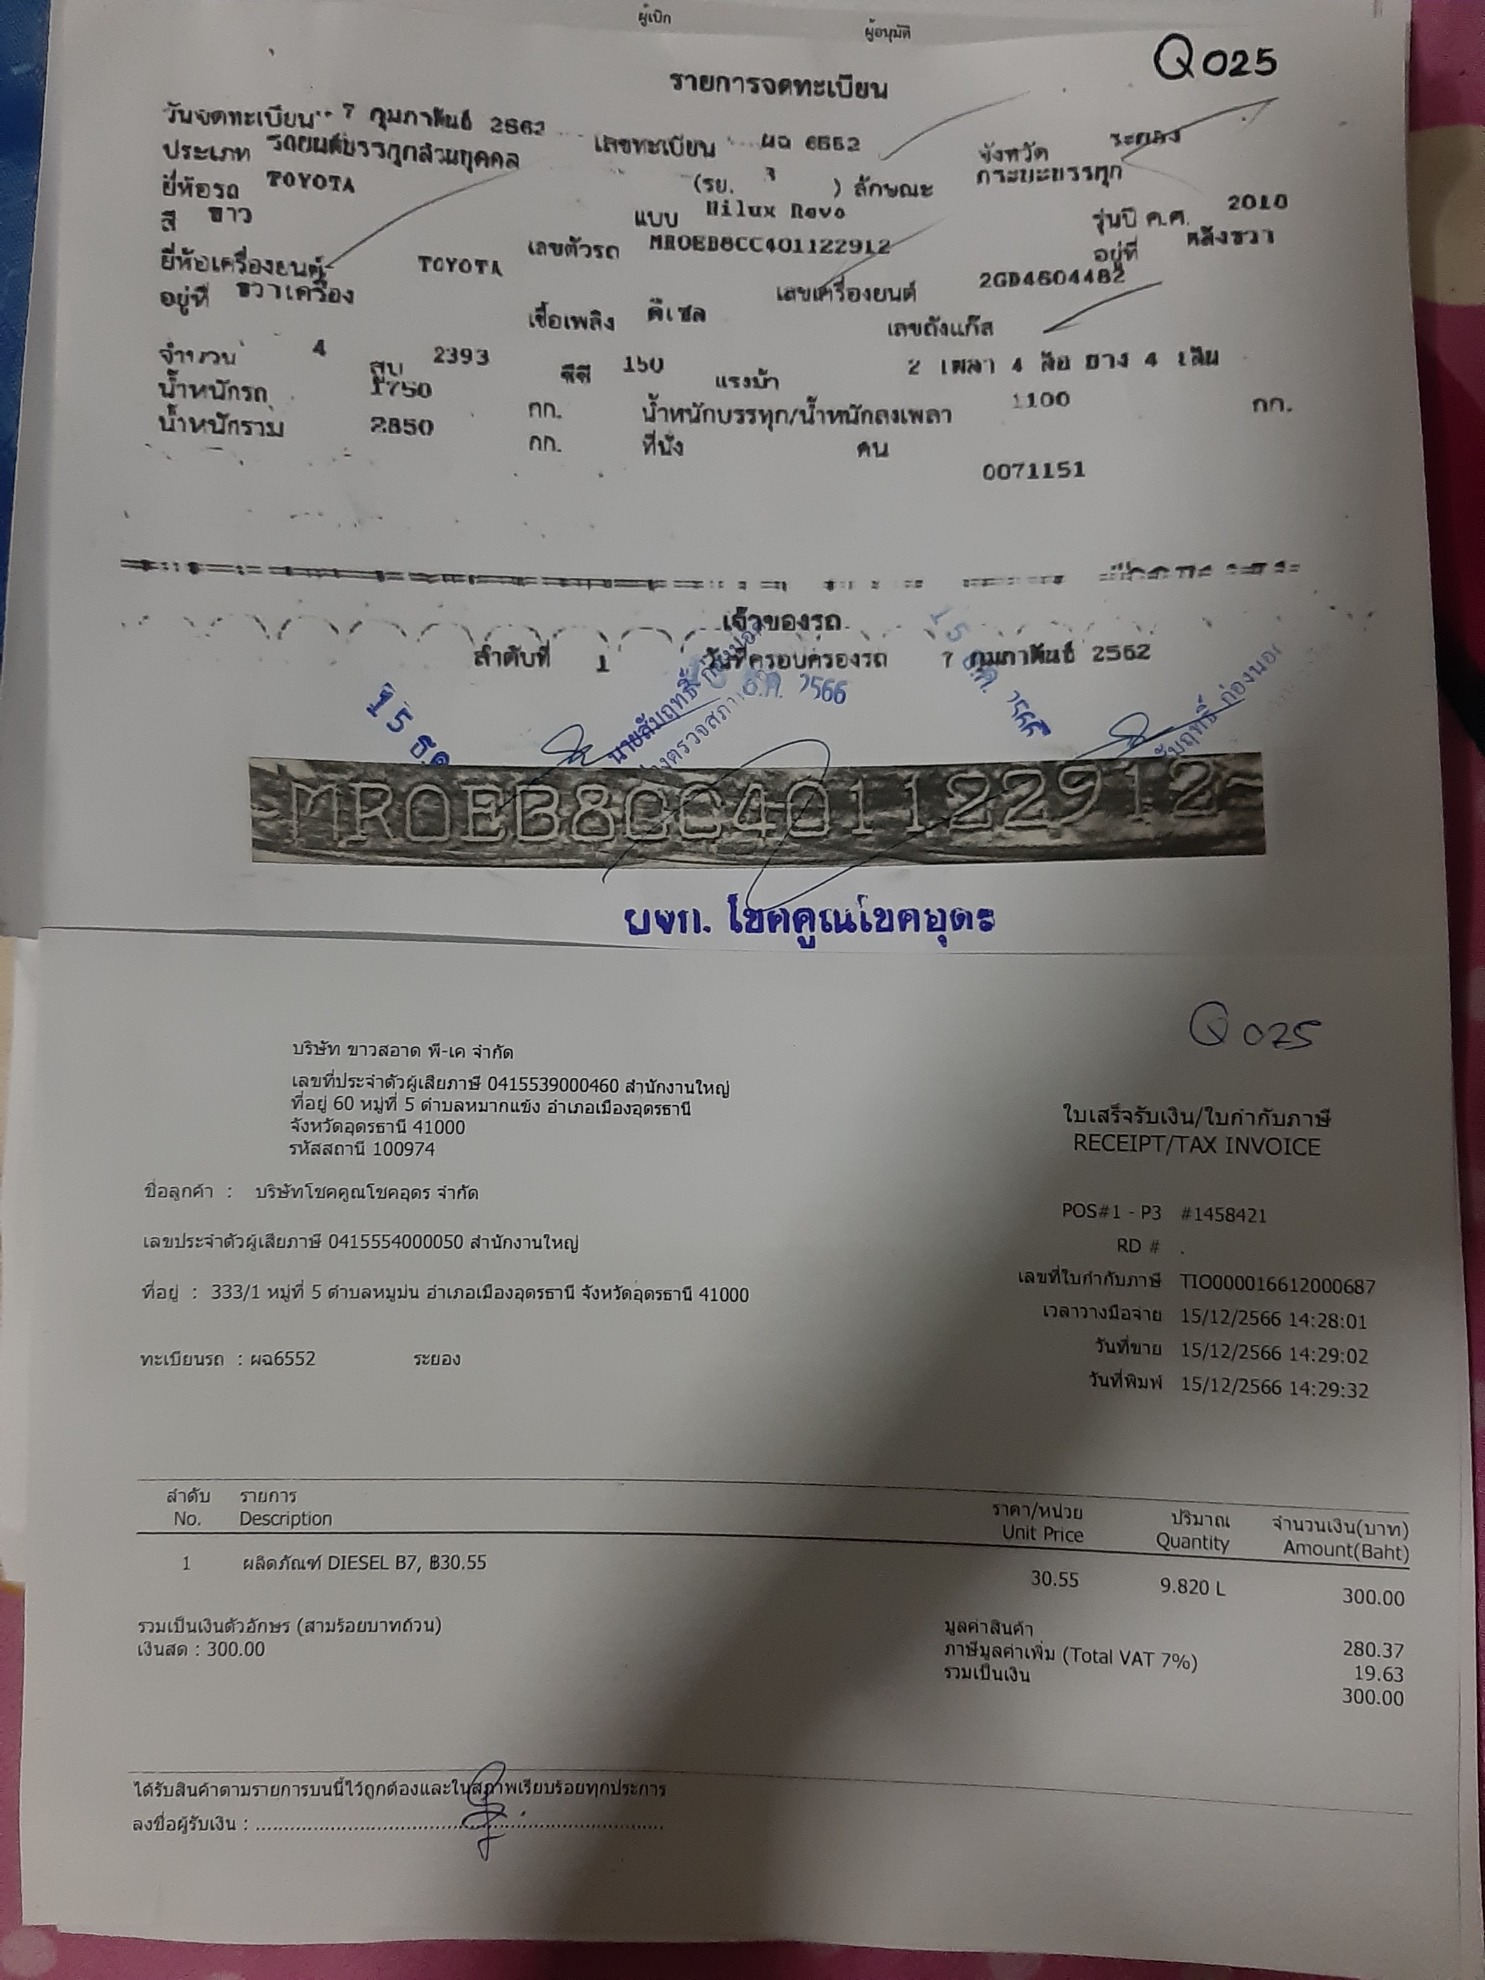 ผู้เบิก
ผู้อนุมัติ
Q025
รายการจดทะเบียน
วันจดทะเบียน 7 กุมภาพันธ์ 2562 เลขทะเบียน ผฉ 6552 จังหวัด ระยอง
ประเภท รถยนต์บรรทุกส่วนบุคคล (รย. 3 ) ลักษณะ กระบะบรรทุก
ยี่ห้อรถ TOYOTA แบบ Hilux Revo รุ่นปี ค.ศ.
สี ขาว เลขตัวรถ MROEB8CC401122912 อยู่ที่ หลังขวา
ยี่ห้อเครื่องยนต์ TOYOTA เลขเครื่องยนต์ 2GD4604482
อยู่ที่ ขวาเครื่อง เชื้อเพลิง ดีเซล เลขถังแก๊ส
จำนวน 4 สูบ 2393 ซีซี 150 แรงม้า 2 เพลา 4 ล้อ ยาง 4 เส้น
น้ำหนักรถ 1750 กก. น้ำหนักบรรทุก/น้ำหนักลงเพลา 1100 กก.
น้ำหนักรวม 2850 กก. ที่นั่ง คน
0071151
เจ้าของรถ
ลำดับที่ 1 วันที่ครอบครองรถ 7 กุมภาพันธ์ 2562
15 ธ.ค. 2566
15 ธ.ค. 2566
นายสัมฤทธิ์
สัมฤทธิ์ ก่องนอก
MROEB8CC401122912
บจก. โชคคูณโชคอุดร
Q025
บริษัท ขาวสอาด พี-เค จำกัด
เลขที่ประจำตัวผู้เสียภาษี 0415539000460 สำนักงานใหญ่
ที่อยู่ 60 หมู่ที่ 5 ตำบลหมากแข้ง อำเภอเมืองอุดรธานี
จังหวัดอุดรธานี 41000
รหัสสถานี 100974
ใบเสร็จรับเงิน/ใบกำกับภาษี
RECEIPT/TAX INVOICE
ชื่อลูกค้า : บริษัทโชคคูณโชคอุดร จำกัด
เลขประจำตัวผู้เสียภาษี 0415554000050 สำนักงานใหญ่
ที่อยู่ : 333/1 หมู่ที่ 5 ตำบลหมูม่น อำเภอเมืองอุดรธานี จังหวัดอุดรธานี 41000
ทะเบียนรถ : ผฉ6552 ระยอง
POS#1 - P3 #1458421
RD # .
เลขที่ใบกำกับภาษี TIO000016612000687
เวลาวางมือจ่าย 15/12/2566 14:28:01
วันที่ขาย 15/12/2566 14:29:02
วันที่พิมพ์ 15/12/2566 14:29:32
ลำดับ รายการ ราคา/หน่วย ปริมาณ จำนวนเงิน(บาท)
No. Description Unit Price Quantity Amount(Baht)
1 ผลิตภัณฑ์ DIESEL B7, ฿30.55 30.55 9.820 L 300.00
รวมเป็นเงินตัวอักษร (สามร้อยบาทถ้วน)
เงินสด : 300.00
มูลค่าสินค้า 280.37
ภาษีมูลค่าเพิ่ม (Total VAT 7%) 19.63
รวมเป็นเงิน 300.00
ได้รับสินค้าตามรายการบนนี้ไว้ถูกต้องและในสภาพเรียบร้อยทุกประการ
ลงชื่อผู้รับเงิน :